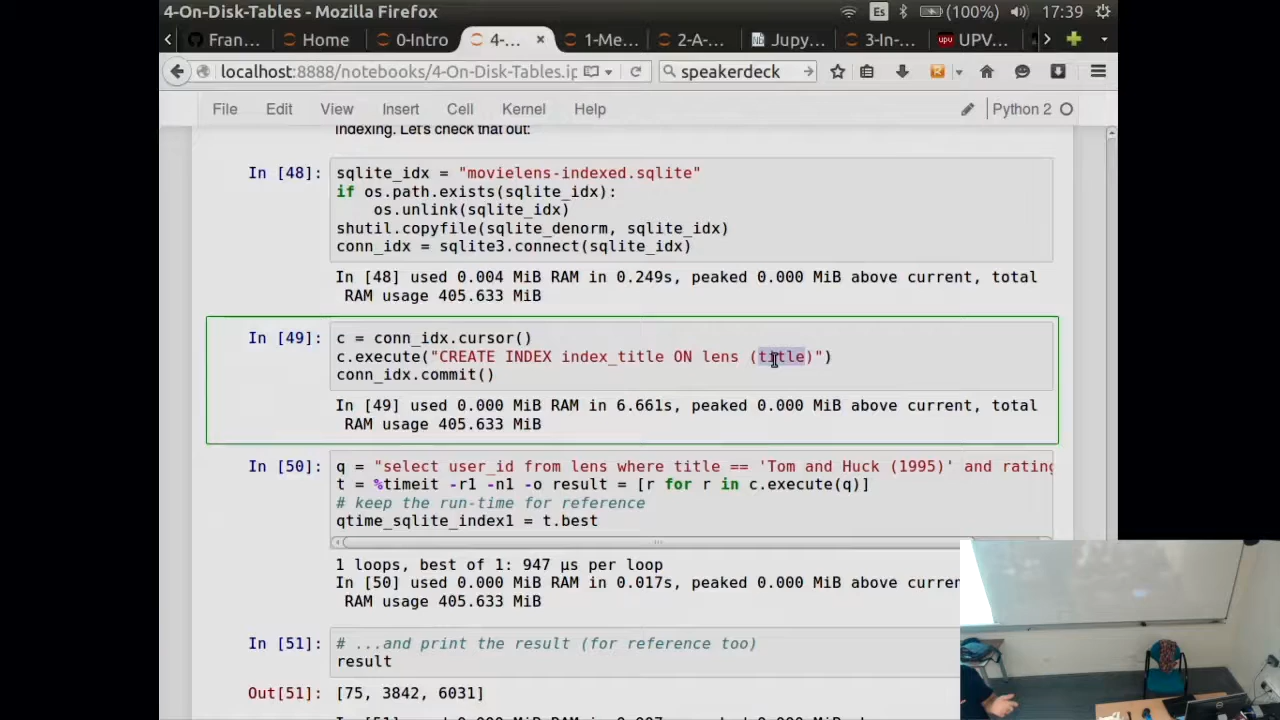 4-On-Disk-Tables - Mozilla Firefox
Es
(100%)
17:39
Fran...
Home
0-Intro
4-...
1-Me...
2-A-...
Jupy...
3-In-...
UPV...
localhost:8888/notebooks/4-On-Disk-Tables.ip
speakerdeck
File Edit View Insert Cell Kernel Help
Python 2
indexing. Let's check that out:
In [48]: sqlite_idx = "movielens-indexed.sqlite"
if os.path.exists(sqlite_idx):
os.unlink(sqlite_idx)
shutil.copyfile(sqlite_denorm, sqlite_idx)
conn_idx = sqlite3.connect(sqlite_idx)
In [48] used 0.004 MiB RAM in 0.249s, peaked 0.000 MiB above current, total
RAM usage 405.633 MiB
In [49]: c = conn_idx.cursor()
c.execute("CREATE INDEX index_title ON lens (title)")
conn_idx.commit()
In [49] used 0.000 MiB RAM in 6.661s, peaked 0.000 MiB above current, total
RAM usage 405.633 MiB
In [50]: q = "select user_id from lens where title == 'Tom and Huck (1995)' and rating
t = %timeit -r1 -n1 -o result = [r for r in c.execute(q)]
# keep the run-time for reference
qtime_sqlite_index1 = t.best
1 loops, best of 1: 947 µs per loop
In [50] used 0.000 MiB RAM in 0.017s, peaked 0.000 MiB above curren
RAM usage 405.633 MiB
In [51]: # ...and print the result (for reference too)
result
Out[51]: [75, 3842, 6031]